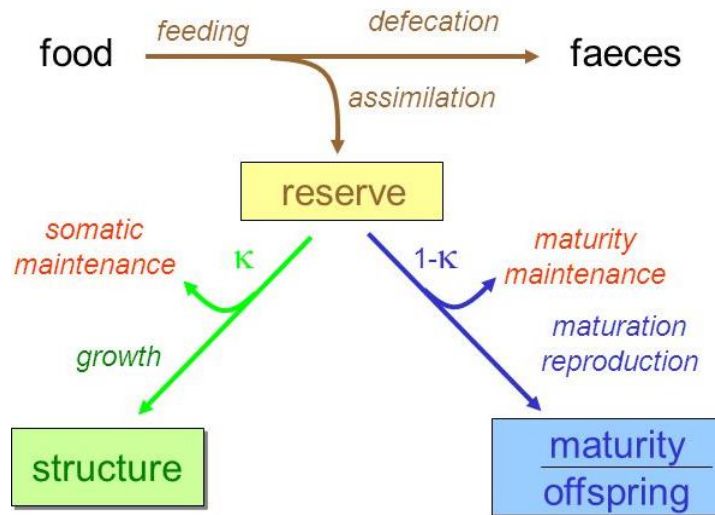 feeding
defecation
food
faeces
assimilation
reserve
somatic
maintenance
κ
1-κ
maturity
maintenance
growth
maturation
reproduction
structure
maturity
offspring